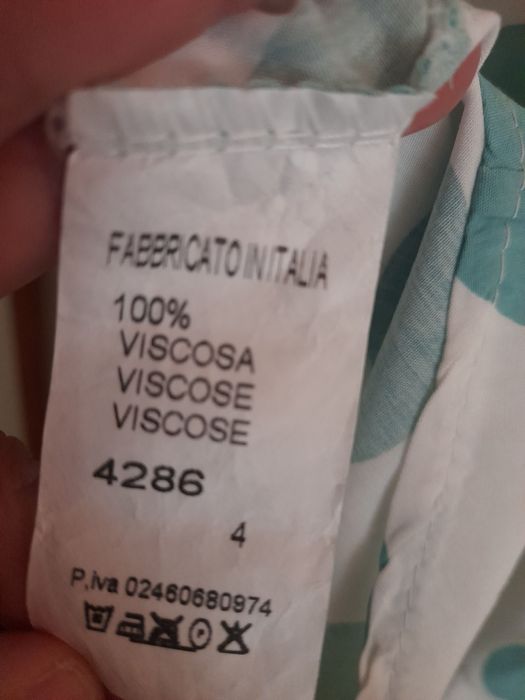 FABBRICATO IN ITALIA
100%
VISCOSA
VISCOSE
VISCOSE
4286
4
P,iva 02460680974